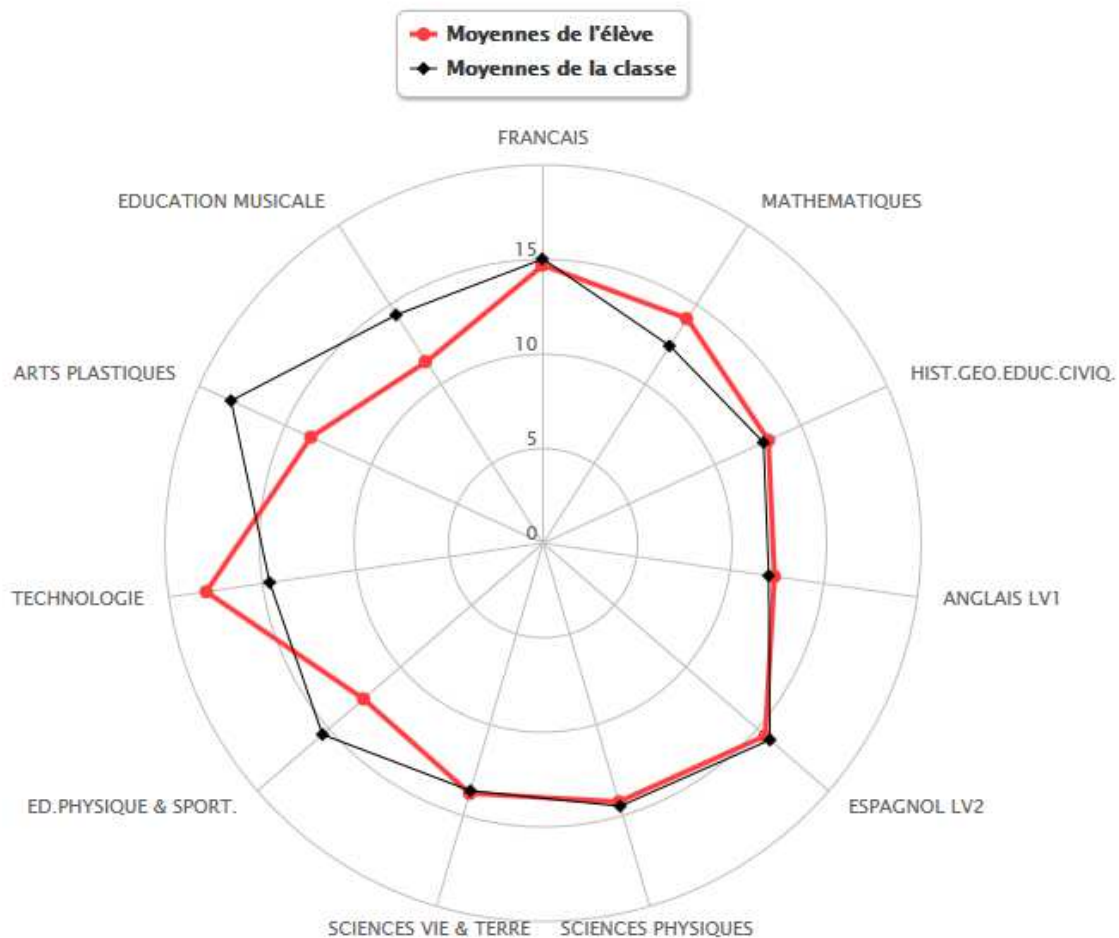 Moyennes de l'élève
Moyennes de la classe
FRANCAIS
EDUCATION MUSICALE
MATHEMATIQUES
15
10
ARTS PLASTIQUES
HIST.GEO.EDUC.CIVIQ.
5
0
TECHNOLOGIE
ANGLAIS LV1
ED.PHYSIQUE & SPORT.
ESPAGNOL LV2
SCIENCES VIE & TERRE
SCIENCES PHYSIQUES